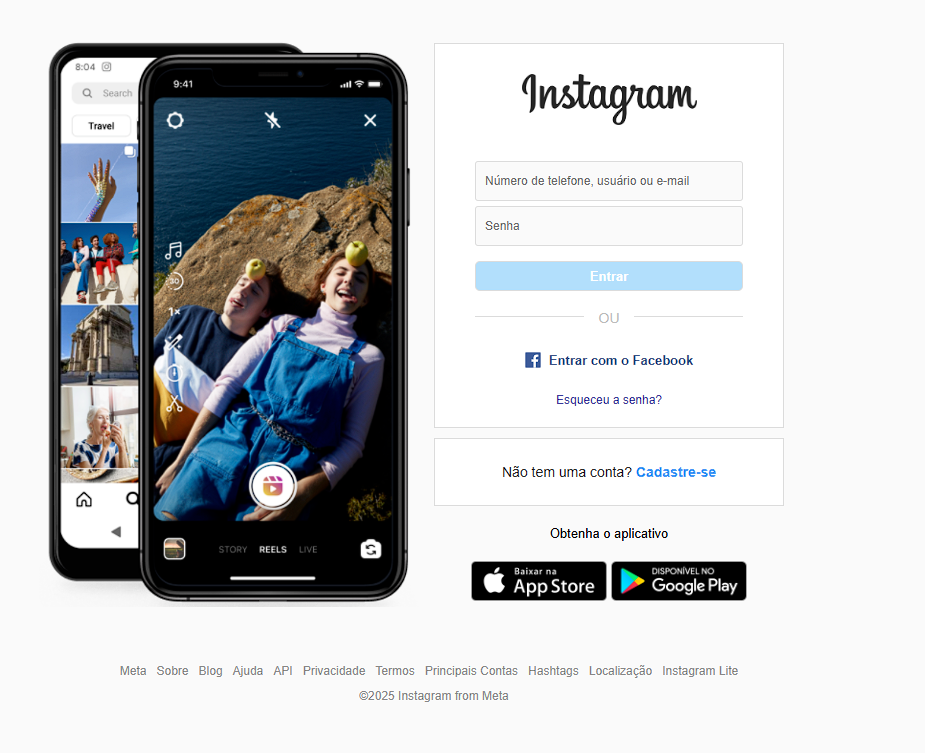 8:04
Search
Travel
9:41
30
1x
STORY REELS LIVE
Instagram
Número de telefone, usuário ou e-mail
Senha
Entrar
OU
Entrar com o Facebook
Esqueceu a senha?
Não tem uma conta? Cadastre-se
Obtenha o aplicativo
Baixar na
App Store
DISPONÍVEL NO
Google Play
Meta Sobre Blog Ajuda API Privacidade Termos Principais Contas Hashtags Localização Instagram Lite
©2025 Instagram from Meta